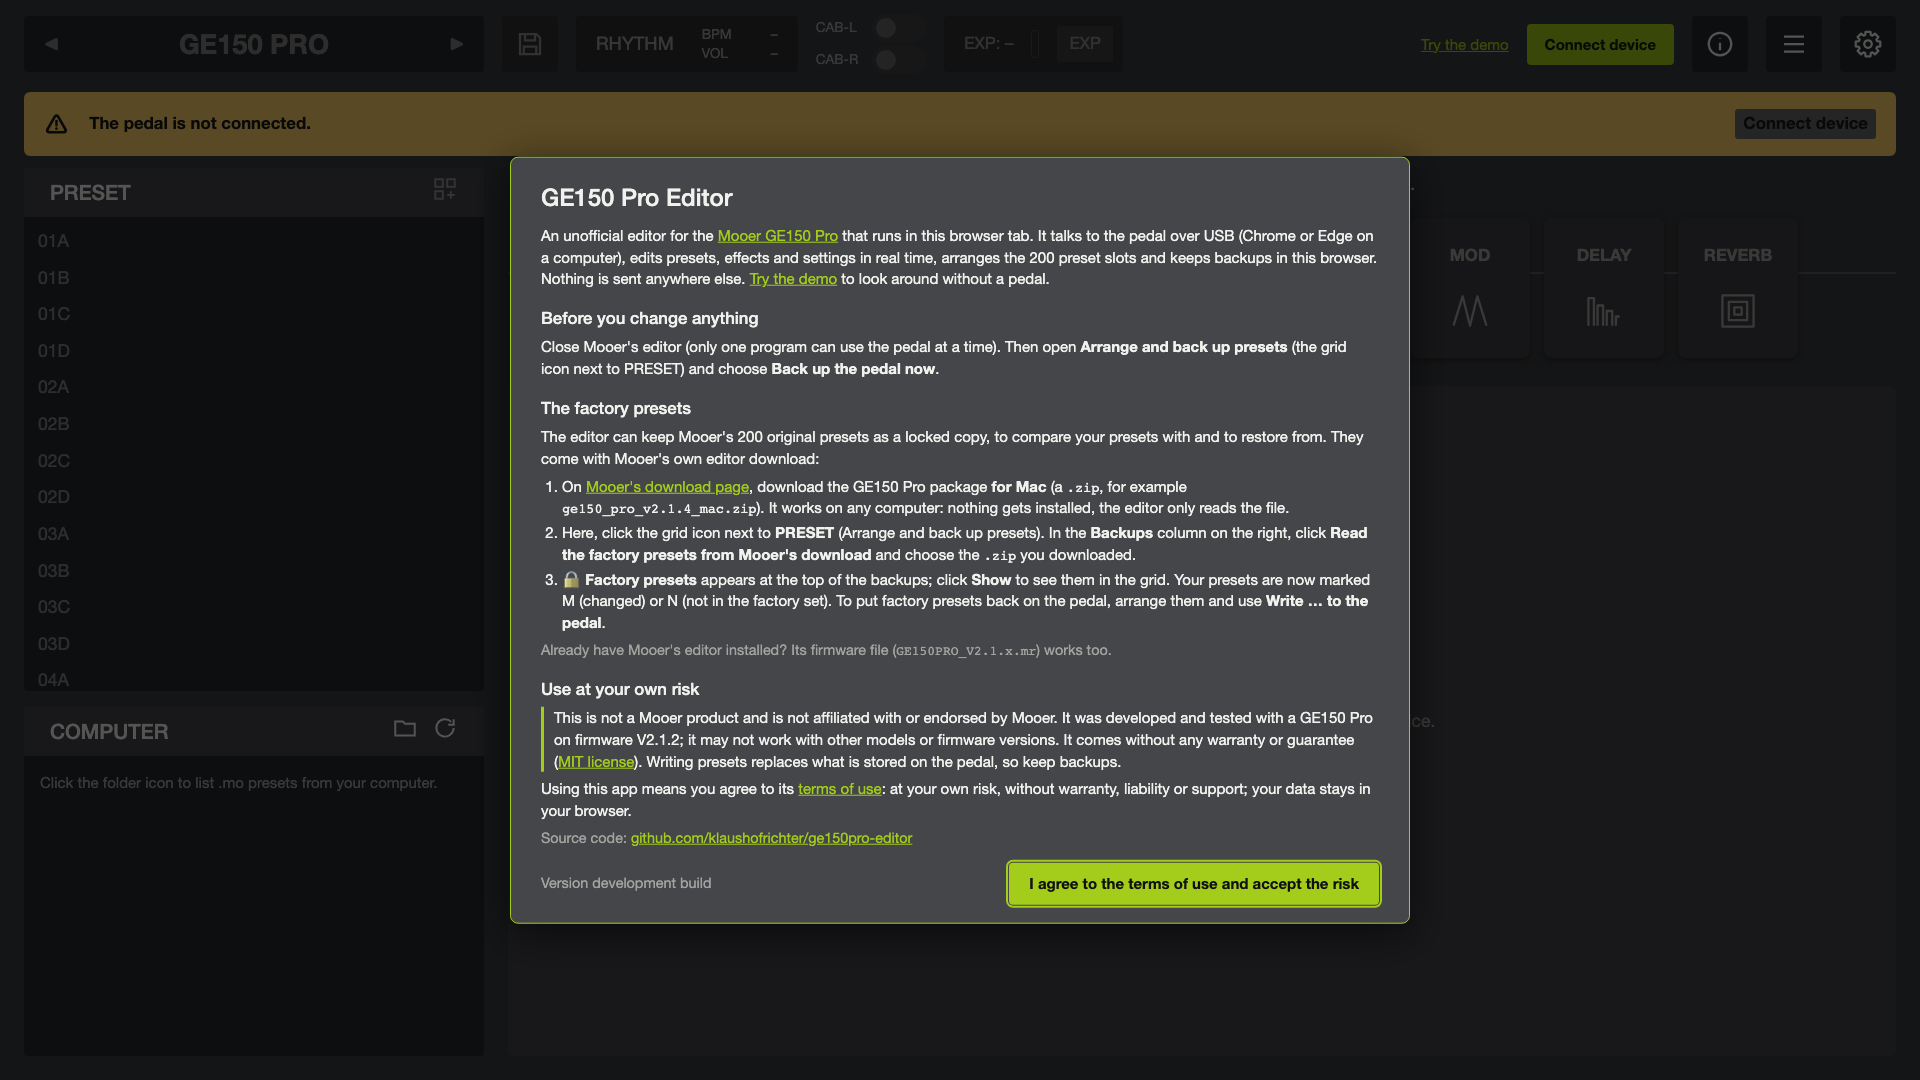 GE150 PRO
RHYTHM
BPM –
VOL –
CAB-L
CAB-R
EXP: –
EXP
Try the demo
Connect device
The pedal is not connected.
Connect device
PRESET
01A
01B
01C
01D
02A
02B
02C
02D
03A
03B
03C
03D
04A
COMPUTER
Click the folder icon to list .mo presets from your computer.
MOD
DELAY
REVERB
ce.
GE150 Pro Editor
An unofficial editor for the Mooer GE150 Pro that runs in this browser tab. It talks to the pedal over USB (Chrome or Edge on
a computer), edits presets, effects and settings in real time, arranges the 200 preset slots and keeps backups in this browser.
Nothing is sent anywhere else. Try the demo to look around without a pedal.
Before you change anything
Close Mooer's editor (only one program can use the pedal at a time). Then open Arrange and back up presets (the grid
icon next to PRESET) and choose Back up the pedal now.
The factory presets
The editor can keep Mooer's 200 original presets as a locked copy, to compare your presets with and to restore from. They
come with Mooer's own editor download:
1. On Mooer's download page, download the GE150 Pro package for Mac (a .zip, for example
ge150_pro_v2.1.4_mac.zip). It works on any computer: nothing gets installed, the editor only reads the file.
2. Here, click the grid icon next to PRESET (Arrange and back up presets). In the Backups column on the right, click Read
the factory presets from Mooer's download and choose the .zip you downloaded.
3. 🔒 Factory presets appears at the top of the backups; click Show to see them in the grid. Your presets are now marked
M (changed) or N (not in the factory set). To put factory presets back on the pedal, arrange them and use Write … to the
pedal.
Already have Mooer's editor installed? Its firmware file (GE150PRO_V2.1.x.mr) works too.
Use at your own risk
This is not a Mooer product and is not affiliated with or endorsed by Mooer. It was developed and tested with a GE150 Pro
on firmware V2.1.2; it may not work with other models or firmware versions. It comes without any warranty or guarantee
(MIT license). Writing presets replaces what is stored on the pedal, so keep backups.
Using this app means you agree to its terms of use: at your own risk, without warranty, liability or support; your data stays in
your browser.
Source code: github.com/klaushofrichter/ge150pro-editor
Version development build
I agree to the terms of use and accept the risk